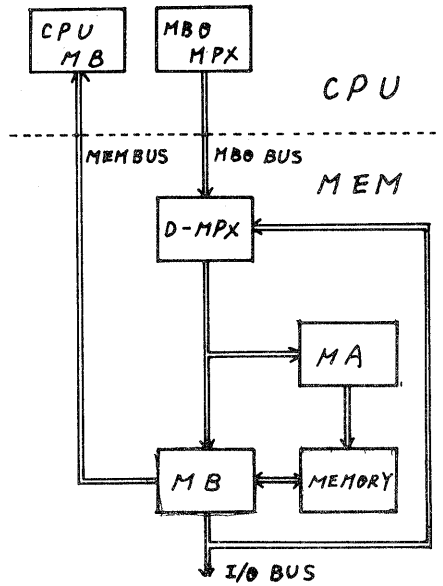 CPU
MB
MBO
MPX
CPU
MEMBUS
MBO BUS
MEM
D-MPX
MA
MB
MEMORY
I/O BUS